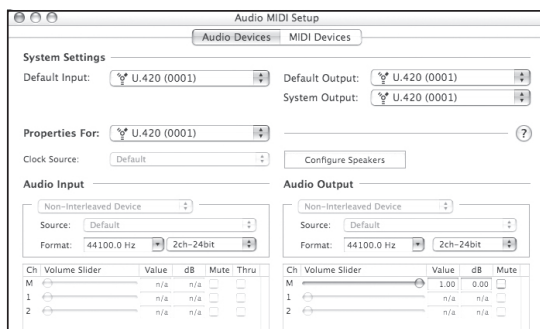 Audio MIDI Setup
Audio Devices MIDI Devices
System Settings
Default Input: U.420 (0001) Default Output: U.420 (0001)
System Output: U.420 (0001)
Properties For: U.420 (0001) ?
Clock Source: Default Configure Speakers
Audio Input Audio Output
Non-Interleaved Device Non-Interleaved Device
Source: Default Source: Default
Format: 44100.0 Hz 2ch-24bit Format: 44100.0 Hz 2ch-24bit
Ch Volume Slider Value dB Mute Thru Ch Volume Slider Value dB Mute
M n/a n/a M 1.00 0.00
1 n/a n/a 1 n/a n/a
2 n/a n/a 2 n/a n/a